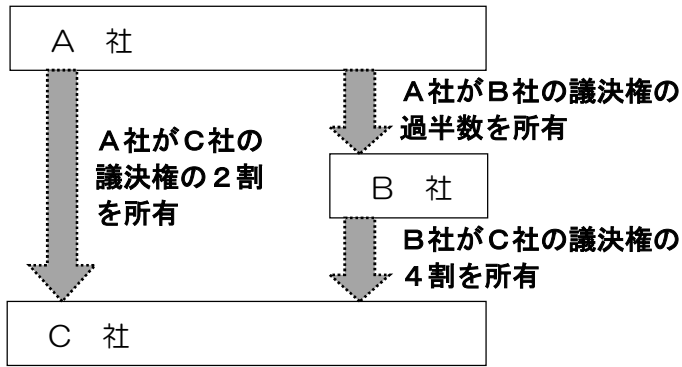 A 社
A社がB社の議決権の
過半数を所有
A社がC社の
議決権の2割
を所有
B 社
B社がC社の議決権の
4割を所有
C 社